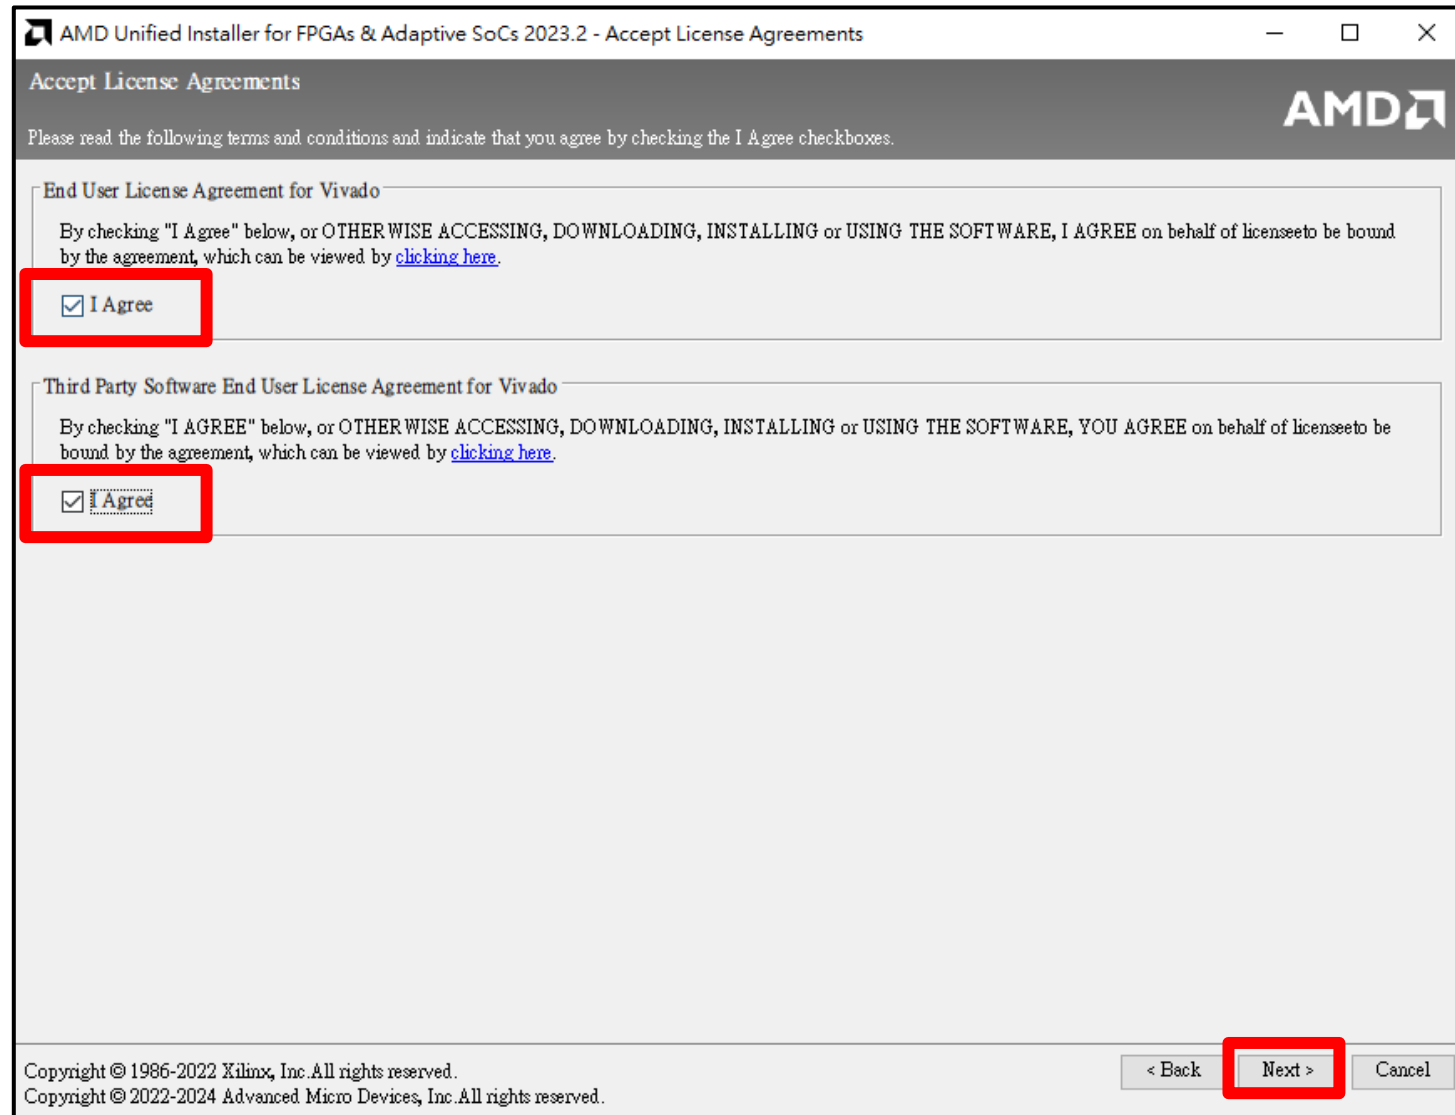 AMD Unified Installer for FPGAs & Adaptive SoCs 2023.2 - Accept License Agreements
Accept License Agreements
AMD
Please read the following terms and conditions and indicate that you agree by checking the I Agree checkboxes.
End User License Agreement for Vivado
By checking "I Agree" below, or OTHERWISE ACCESSING, DOWNLOADING, INSTALLING or USING THE SOFTWARE, I AGREE on behalf of licenseeto be bound
by the agreement, which can be viewed by clicking here.
I Agree
Third Party Software End User License Agreement for Vivado
By checking "I AGREE" below, or OTHERWISE ACCESSING, DOWNLOADING, INSTALLING or USING THE SOFTWARE, YOU AGREE on behalf of licenseeto be
bound by the agreement, which can be viewed by clicking here.
I Agree
Copyright © 1986-2022 Xilinx, Inc.All rights reserved.
Copyright © 2022-2024 Advanced Micro Devices, Inc.All rights reserved.
< Back Next > Cancel